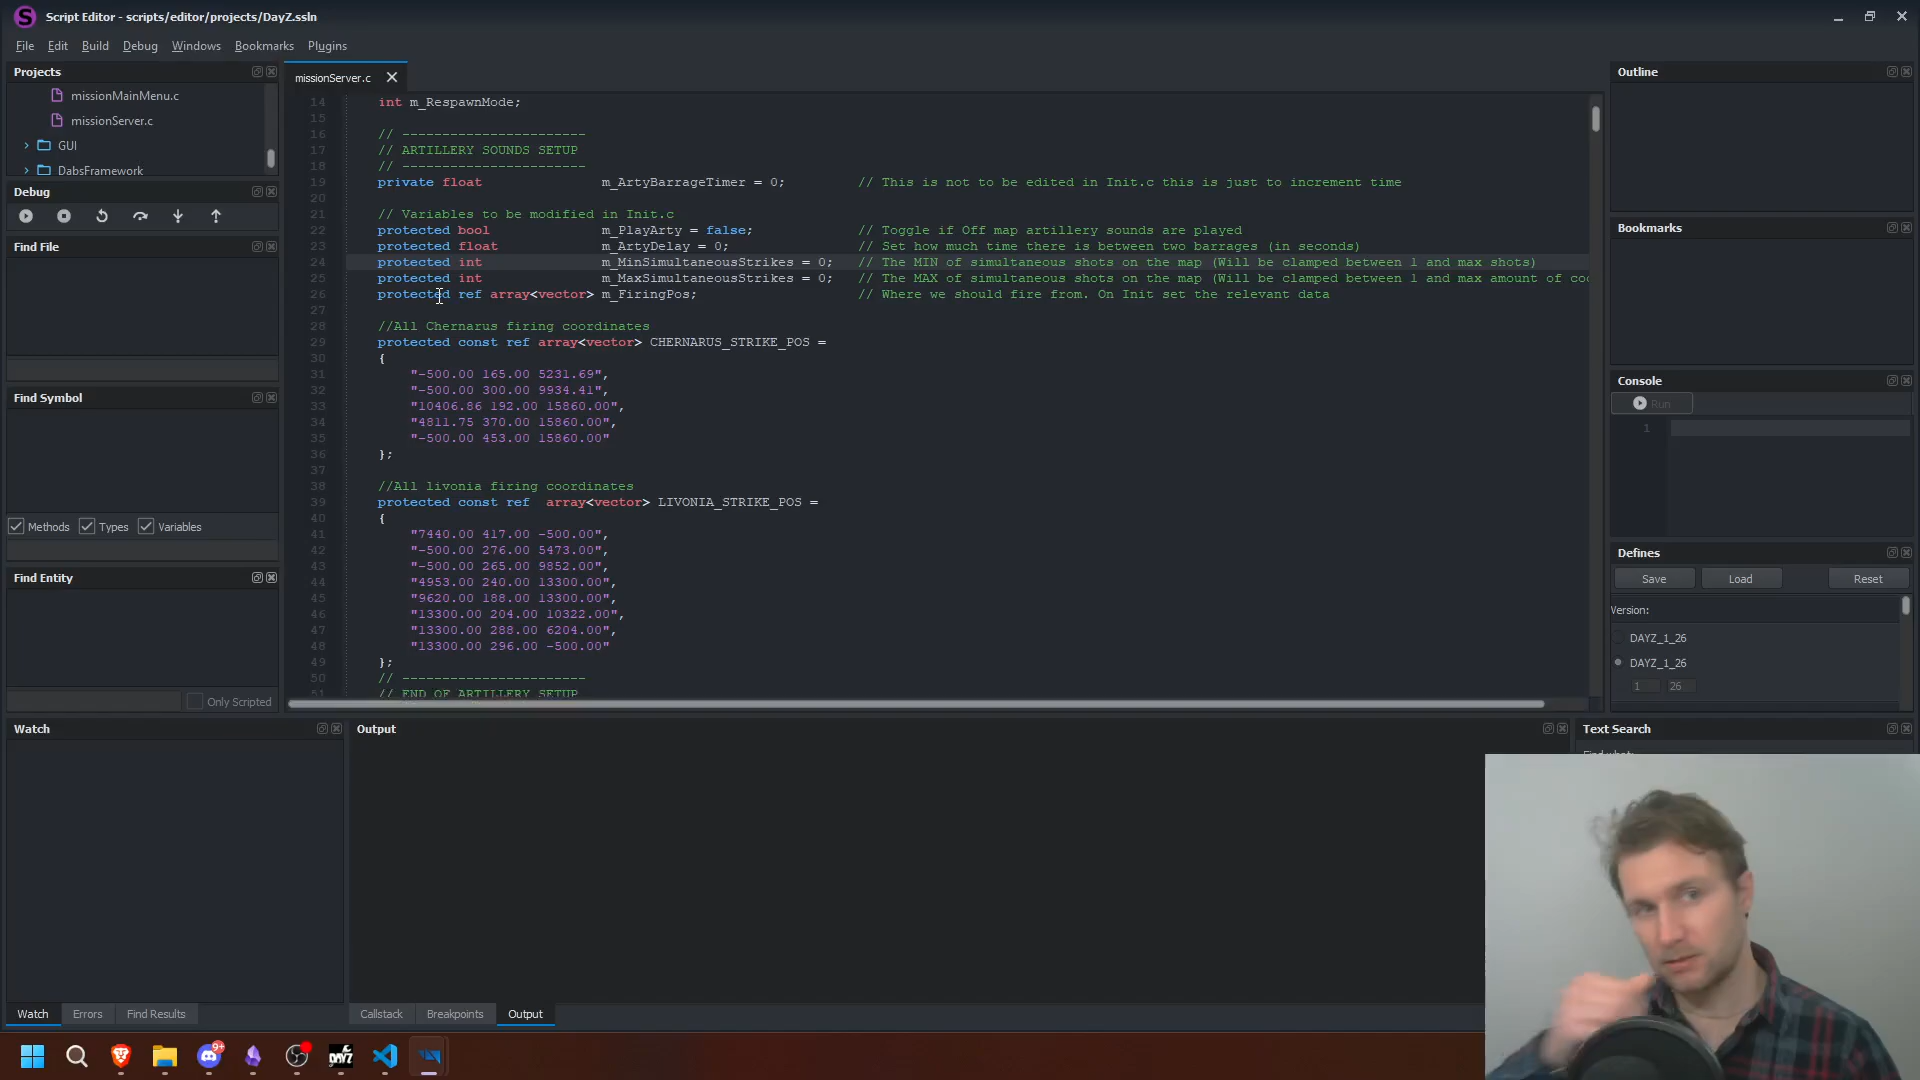 Script Editor - scripts/editor/projects/DayZ.ssln
File Edit Build Debug Windows Bookmarks Plugins
Projects
missionMainMenu.c
missionServer.c
GUI
DabsFramework
Debug
Find File
Find Symbol
Methods Types Variables
Find Entity
Only Scripted
missionServer.c
14 int m_RespawnMode;
15
16 // -----------------------
17 // ARTILLERY SOUNDS SETUP
18 // -----------------------
19 private float m_ArtyBarrageTimer = 0; // This is not to be edited in Init.c this is just to increment time
20
21 // Variables to be modified in Init.c
22 protected bool m_PlayArty = false; // Toggle if Off map artillery sounds are played
23 protected float m_ArtyDelay = 0; // Set how much time there is between two barrages (in seconds)
24 protected int m_MinSimultaneousStrikes = 0; // The MIN of simultaneous shots on the map (Will be clamped between 1 and max shots)
25 protected int m_MaxSimultaneousStrikes = 0; // The MAX of simultaneous shots on the map (Will be clamped between 1 and max amount of coo
26 protected ref array<vector> m_FiringPos; // Where we should fire from. On Init set the relevant data
27
28 //All Chernarus firing coordinates
29 protected const ref array<vector> CHERNARUS_STRIKE_POS =
30 {
31 "-500.00 165.00 5231.69",
32 "-500.00 300.00 9934.41",
33 "10406.86 192.00 15860.00",
34 "4811.75 370.00 15860.00",
35 "-500.00 453.00 15860.00"
36 };
37
38 //All livonia firing coordinates
39 protected const ref array<vector> LIVONIA_STRIKE_POS =
40 {
41 "7440.00 417.00 -500.00",
42 "-500.00 276.00 5473.00",
43 "-500.00 265.00 9852.00",
44 "4953.00 240.00 13300.00",
45 "9620.00 188.00 13300.00",
46 "13300.00 204.00 10322.00",
47 "13300.00 288.00 6204.00",
48 "13300.00 296.00 -500.00"
49 };
50 // -----------------------
51 // END OF ARTILLERY SETUP
Outline
Bookmarks
Console
Run
1
Defines
Save Load Reset
Version:
DAYZ_1_26
DAYZ_1_26
1 26
Watch
Watch Errors Find Results
Output
Callstack Breakpoints Output
Text Search
Find what:
9+
DAYZ